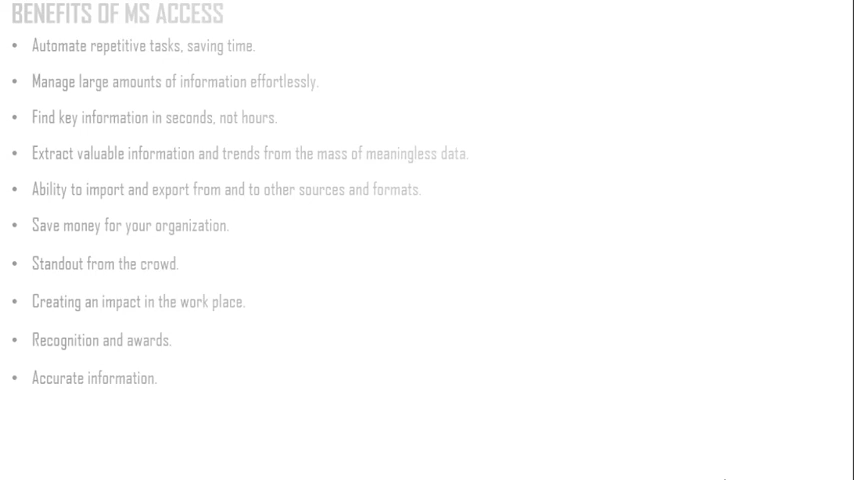 BENEFITS OF MS ACCESS
• Automate repetitive tasks, saving time.
• Manage large amounts of information effortlessly.
• Find key information in seconds, not hours.
• Extract valuable information and trends from the mass of meaningless data.
• Ability to import and export from and to other sources and formats.
• Save money for your organization.
• Standout from the crowd.
• Creating an impact in the work place.
• Recognition and awards.
• Accurate information.